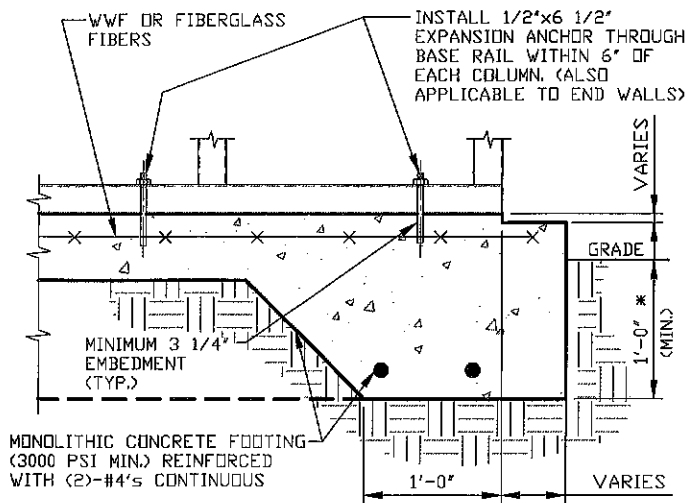 WWF OR FIBERGLASS
FIBERS
INSTALL 1/2"x6 1/2"
EXPANSION ANCHOR THROUGH
BASE RAIL WITHIN 6" OF
EACH COLUMN. (ALSO
APPLICABLE TO END WALLS)
VARIES
GRADE
1'-0" *
(MIN.)
MINIMUM 3 1/4"
EMBEDMENT
(TYP.)
MONOLITHIC CONCRETE FOOTING
(3000 PSI MIN.) REINFORCED
WITH (2)-#4's CONTINUOUS
1'-0"
VARIES